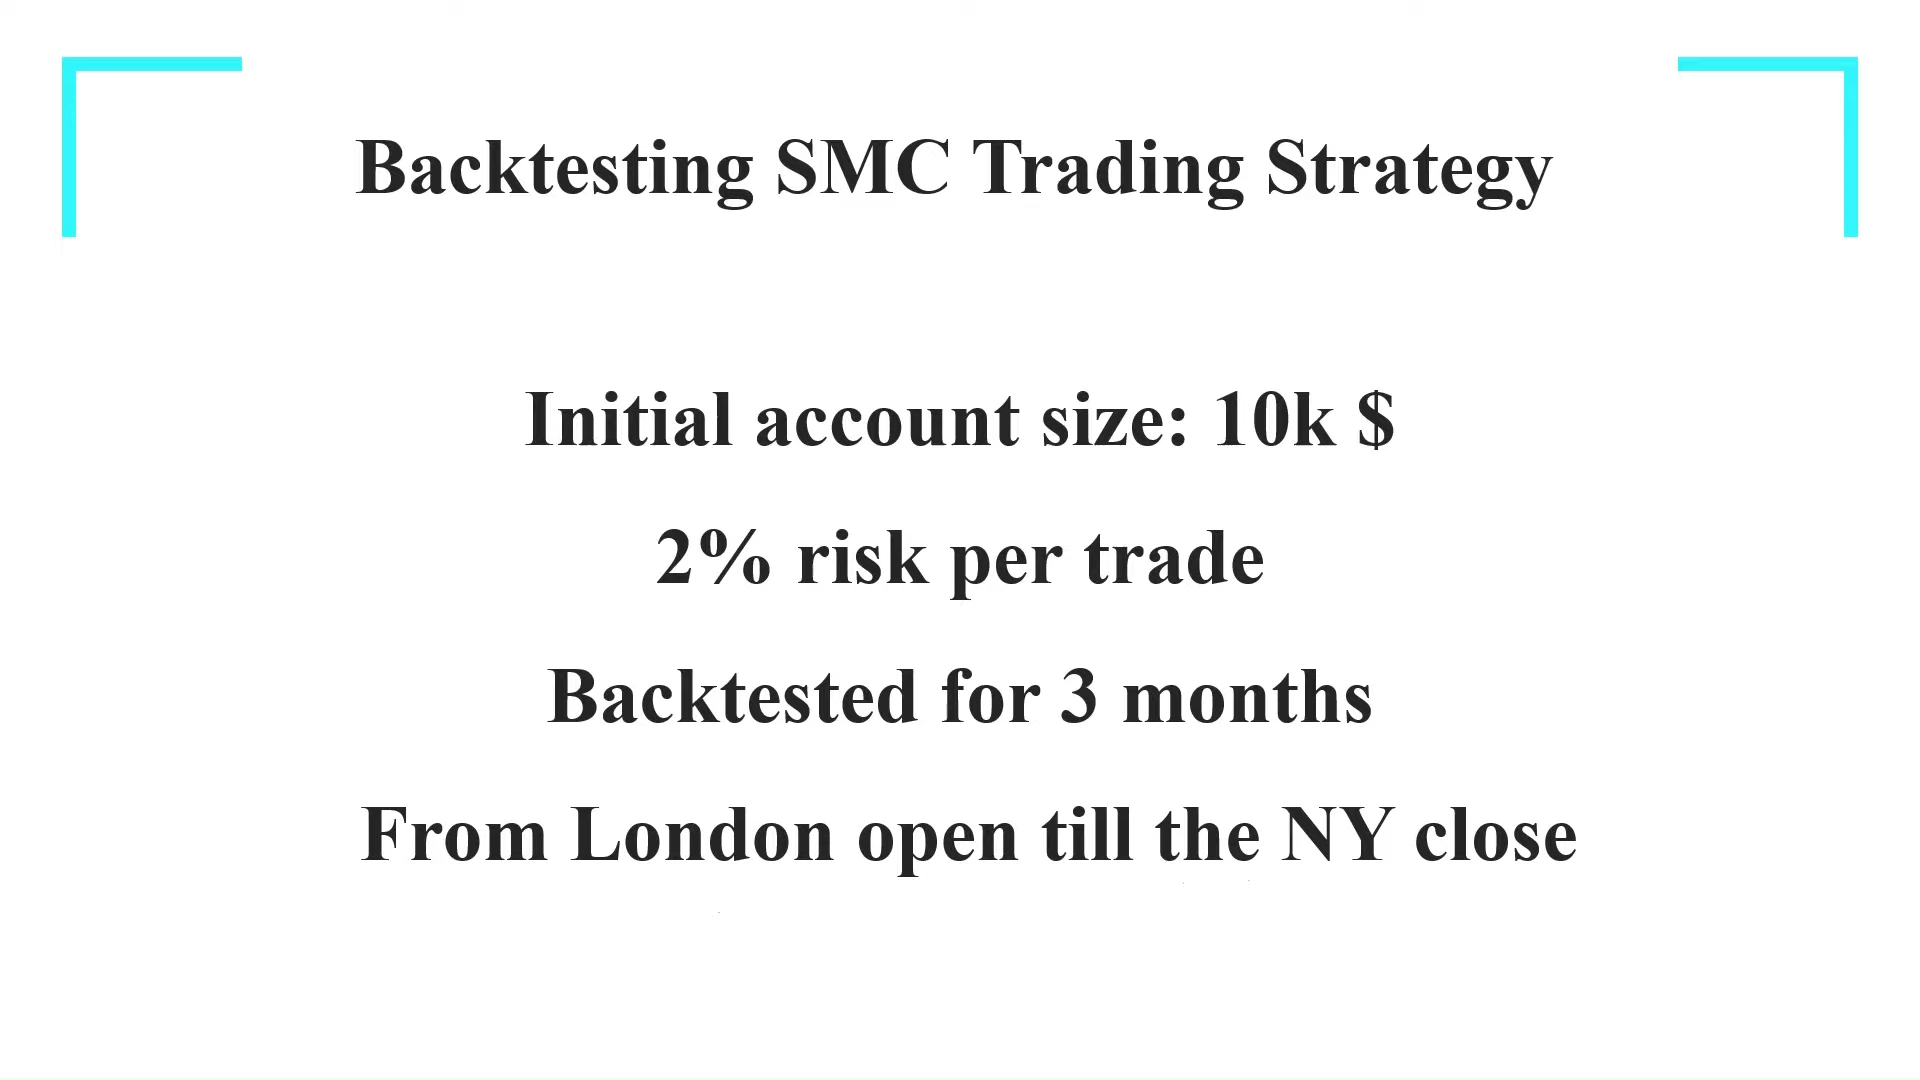 Backtesting SMC Trading Strategy
Initial account size: 10k $
2% risk per trade
Backtested for 3 months
From London open till the NY close